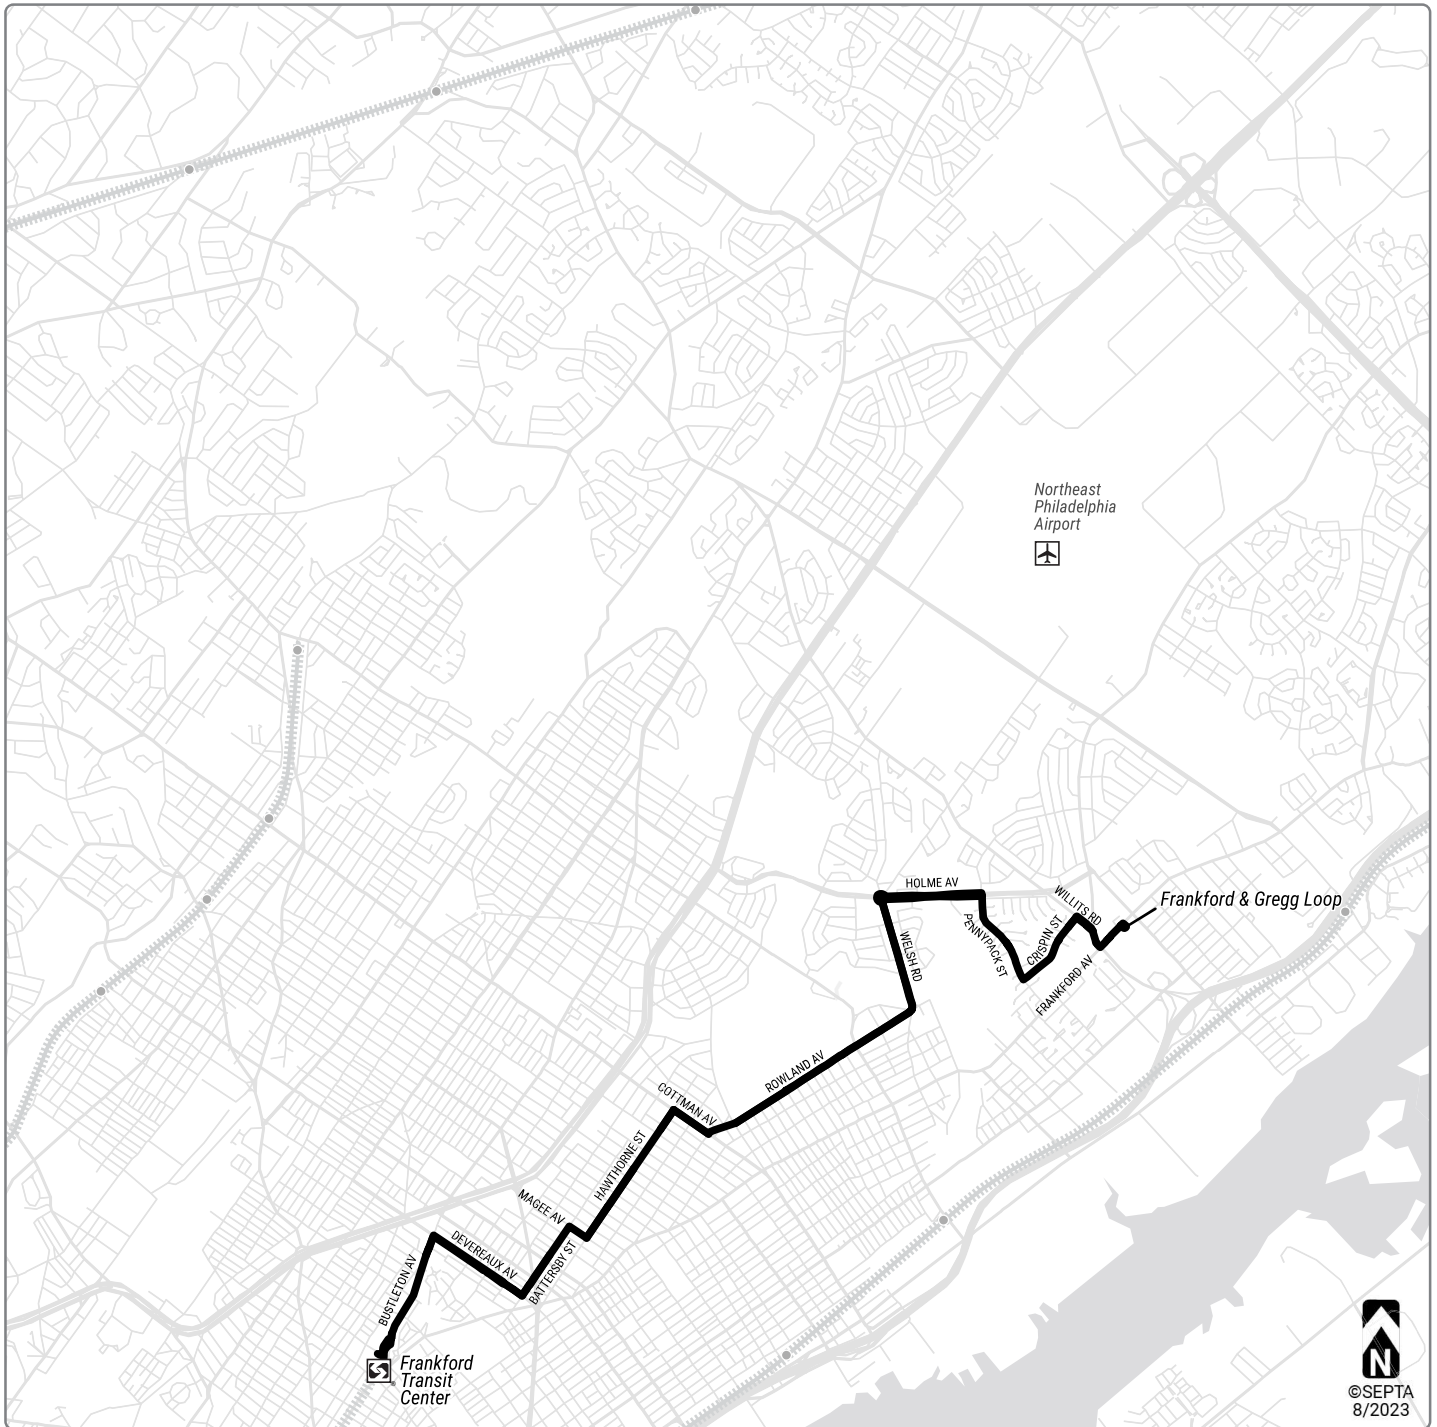 Northeast
Philadelphia
Airport
HOLME AV
WILLITS RD
Frankford & Gregg Loop
PENNYPACK ST
CRISPIN ST
WELSH RD
FRANKFORD AV
ROWLAND AV
COTTMAN AV
HAWTHORNE ST
MAGEE AV
DEVEREAUX AV
BATTERSBY ST
BUSTLETON AV
Frankford
Transit
Center
N
©SEPTA
8/2023